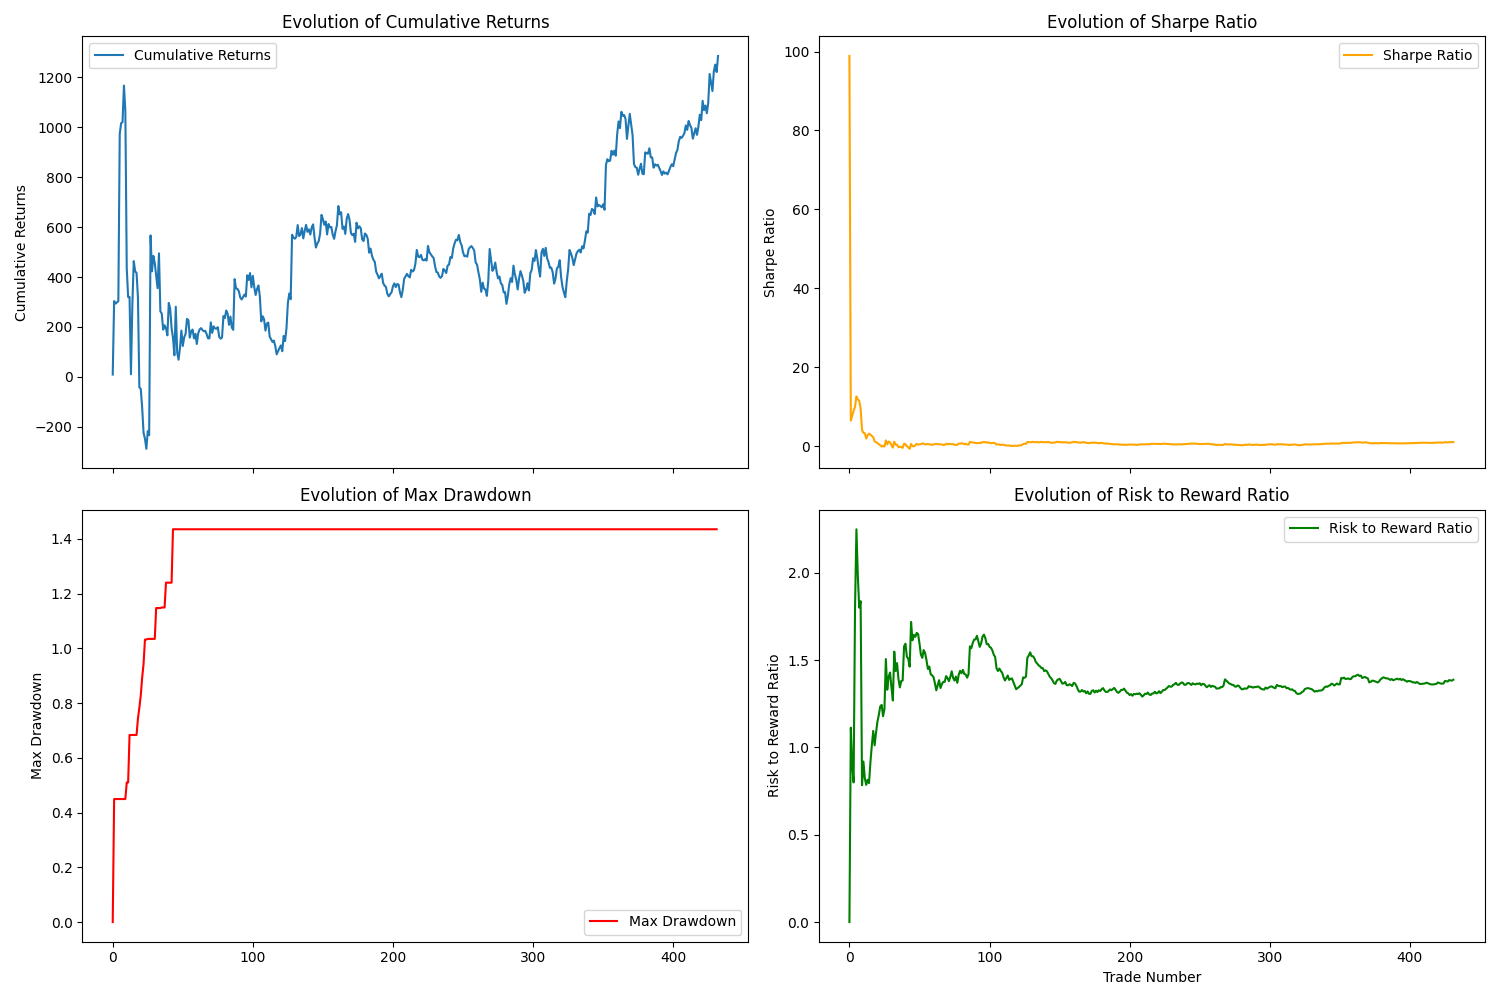 Evolution of Cumulative Returns
Cumulative Returns
1200
1000
800
600
400
200
0
−200
Cumulative Returns
Evolution of Sharpe Ratio
Sharpe Ratio
100
80
60
40
20
0
Sharpe Ratio
Evolution of Max Drawdown
1.4
1.2
1.0
0.8
0.6
0.4
0.2
0.0
Max Drawdown
Max Drawdown
0 100 200 300 400
Evolution of Risk to Reward Ratio
Risk to Reward Ratio
2.0
1.5
1.0
0.5
0.0
Risk to Reward Ratio
0 100 200 300 400
Trade Number